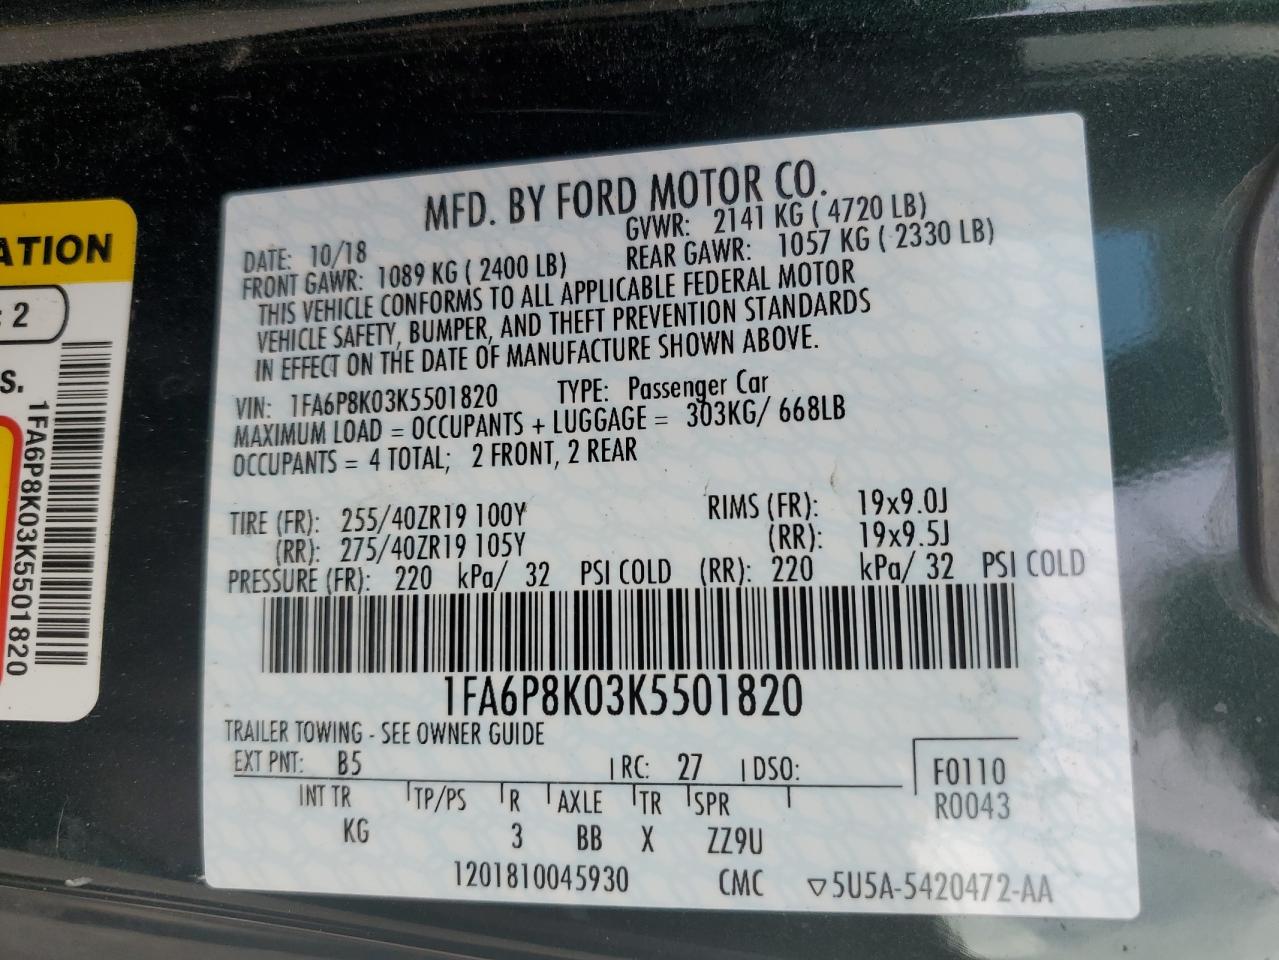 MFD. BY FORD MOTOR CO.
DATE: 10/18 GVWR: 2141 KG ( 4720 LB)
FRONT GAWR: 1089 KG ( 2400 LB) REAR GAWR: 1057 KG ( 2330 LB)
THIS VEHICLE CONFORMS TO ALL APPLICABLE FEDERAL MOTOR
VEHICLE SAFETY, BUMPER, AND THEFT PREVENTION STANDARDS
IN EFFECT ON THE DATE OF MANUFACTURE SHOWN ABOVE.
VIN: 1FA6P8K03K5501820 TYPE: Passenger Car
MAXIMUM LOAD = OCCUPANTS + LUGGAGE = 303KG/ 668LB
OCCUPANTS = 4 TOTAL; 2 FRONT, 2 REAR
TIRE (FR): 255/40ZR19 100Y RIMS (FR): 19x9.0J
(RR): 275/40ZR19 105Y (RR): 19x9.5J
PRESSURE (FR): 220 kPa/ 32 PSI COLD (RR): 220 kPa/ 32 PSI COLD
1FA6P8K03K5501820
TRAILER TOWING - SEE OWNER GUIDE
EXT PNT: B5 RC: 27 DSO:
F0110
R0043
INT TR TP/PS R AXLE TR SPR
KG 3 BB X ZZ9U
1201810045930 CMC ▽5U5A-5420472-AA
ATION
: 2
S.
1FA6P8K03K5501820